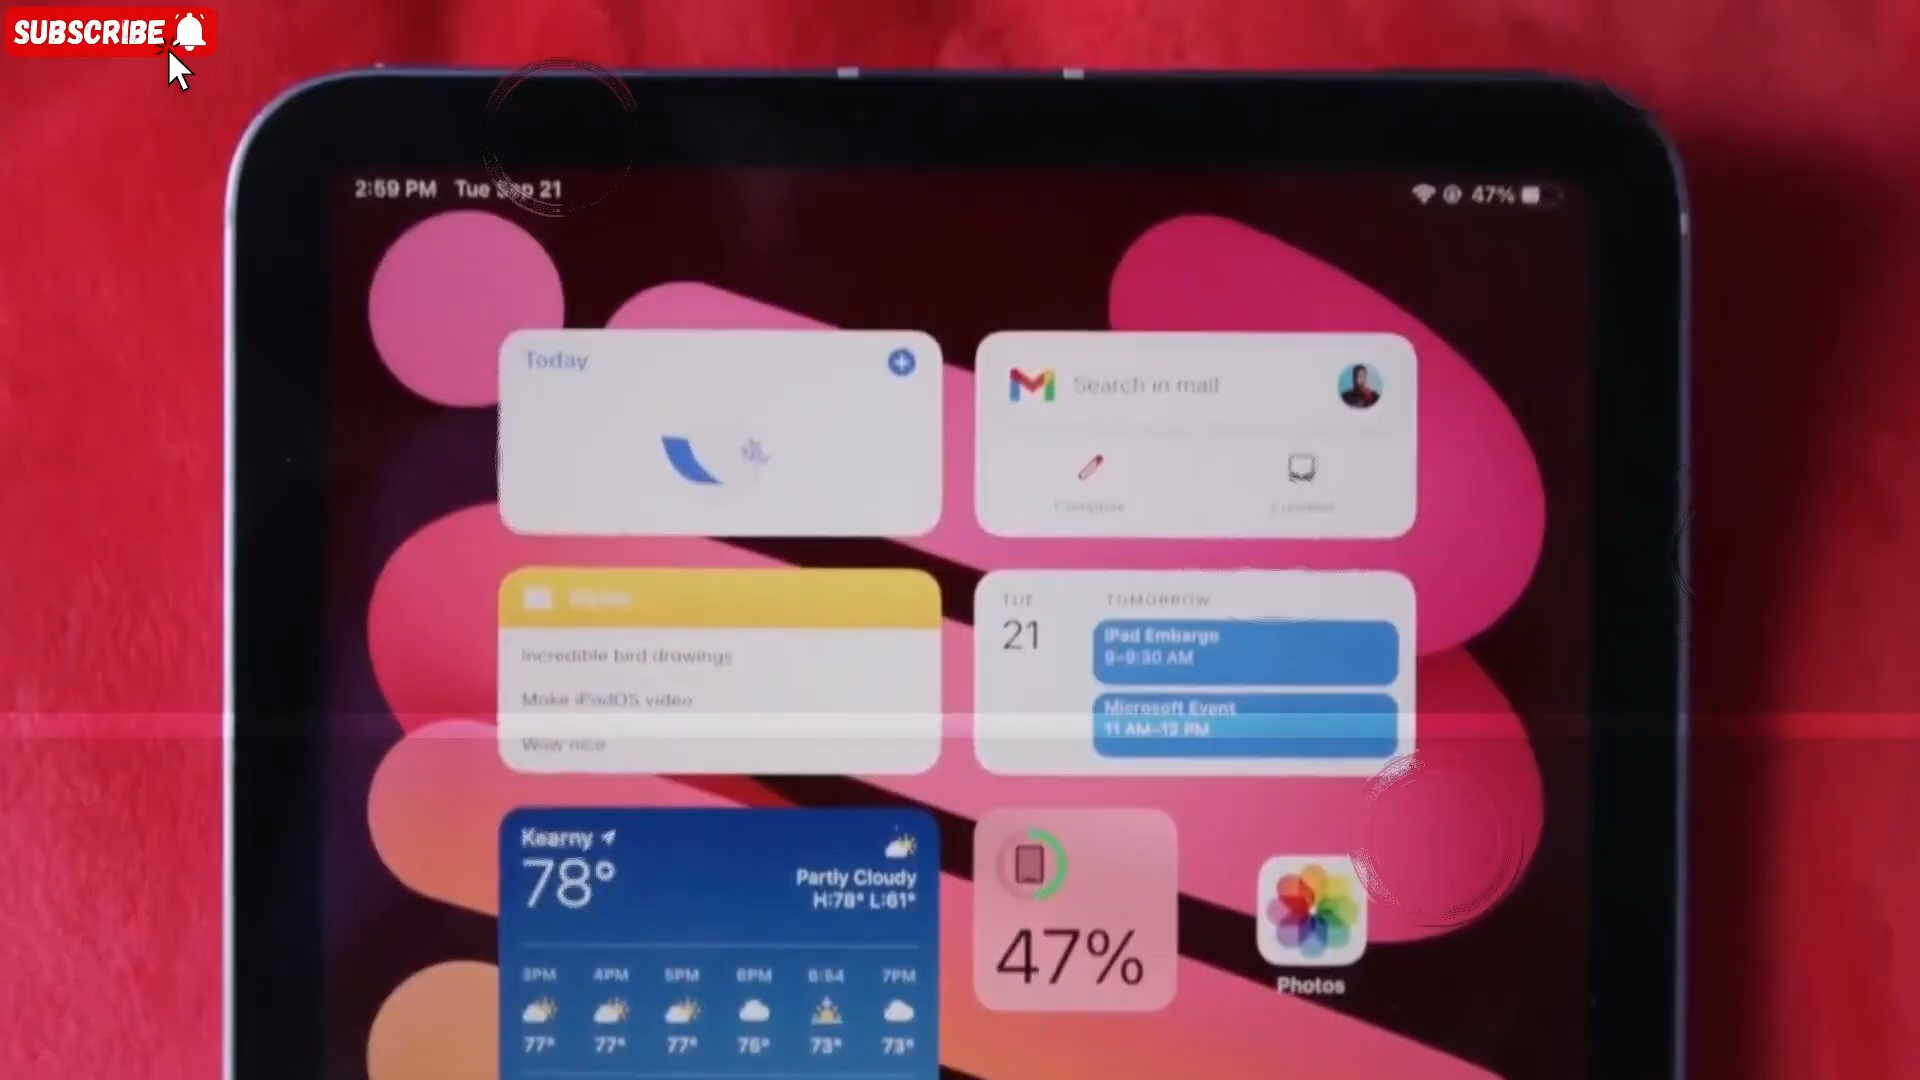 SUBSCRIBE
2:59 PM Tue Sep 21
47%
Today
Search in mail
Compose
Notes
Incredible bird drawings
Make iPadOS video
Wow nice
TUE
21
TOMORROW
iPad Embargo
9–9:30 AM
Microsoft Event
11 AM–12 PM
Kearny
78°
Partly Cloudy
H:78° L:61°
3PM 4PM 5PM 6PM 6:54 7PM
77° 77° 77° 76° 73° 73°
47%
Photos